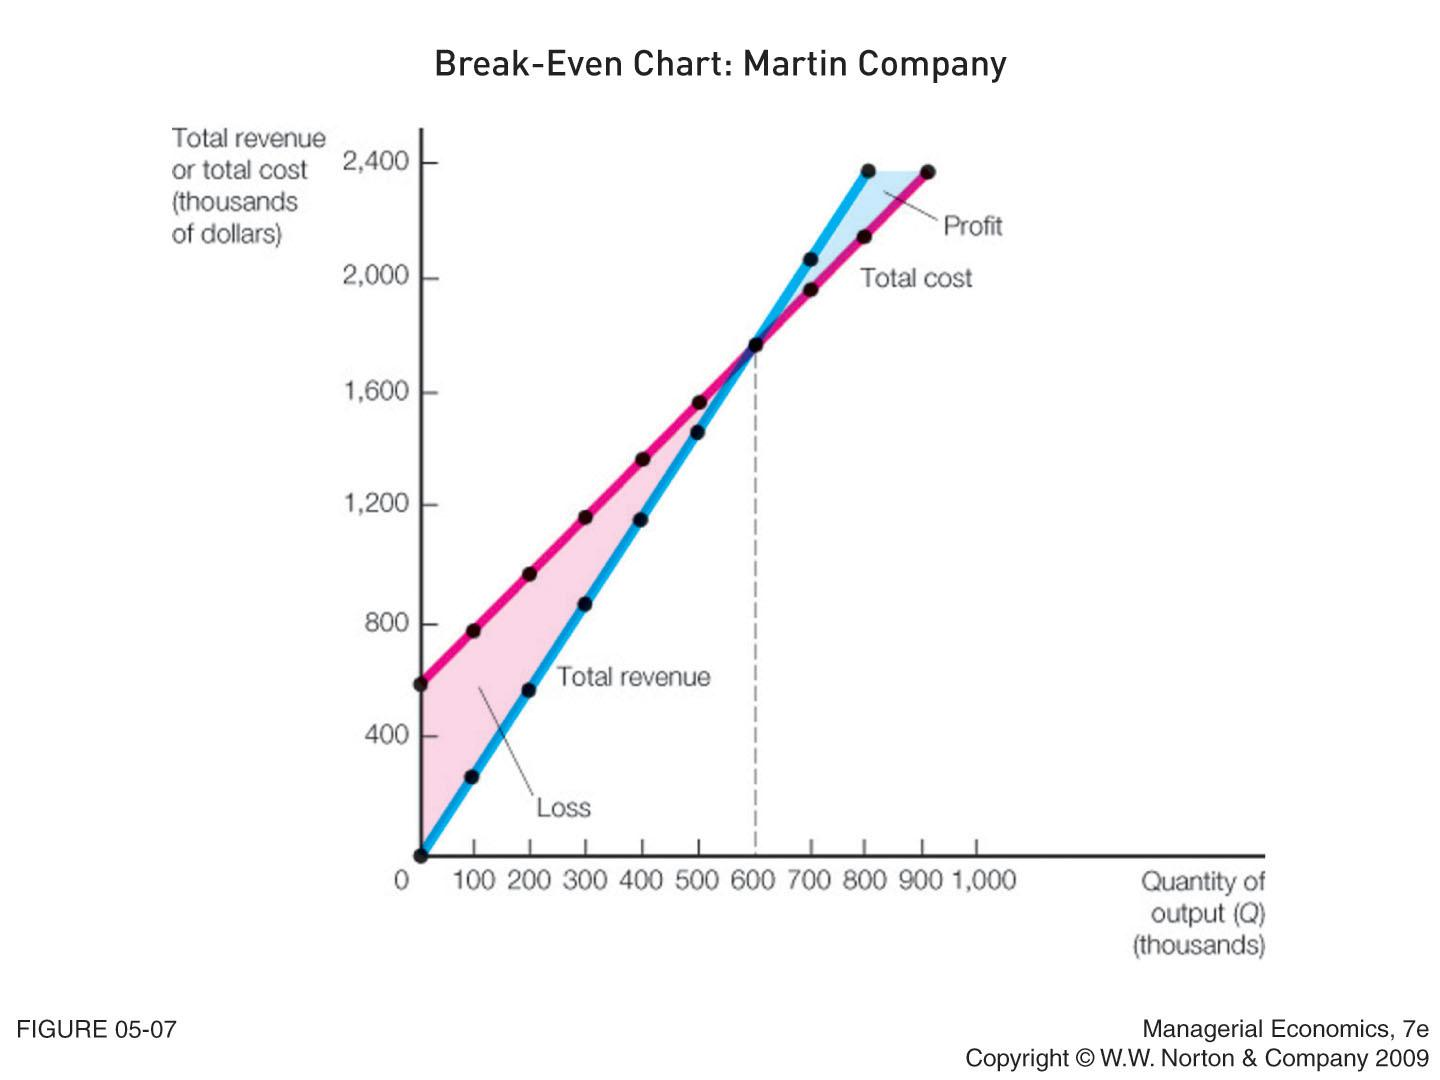 Break-Even Chart: Martin Company
Total revenue
or total cost
(thousands
of dollars)
2,400
2,000
1,600
1,200
800
400
Profit
Total cost
Total revenue
Loss
0 100 200 300 400 500 600 700 800 900 1,000
Quantity of
output (Q)
(thousands)
FIGURE 05-07
Managerial Economics, 7e
Copyright © W.W. Norton & Company 2009